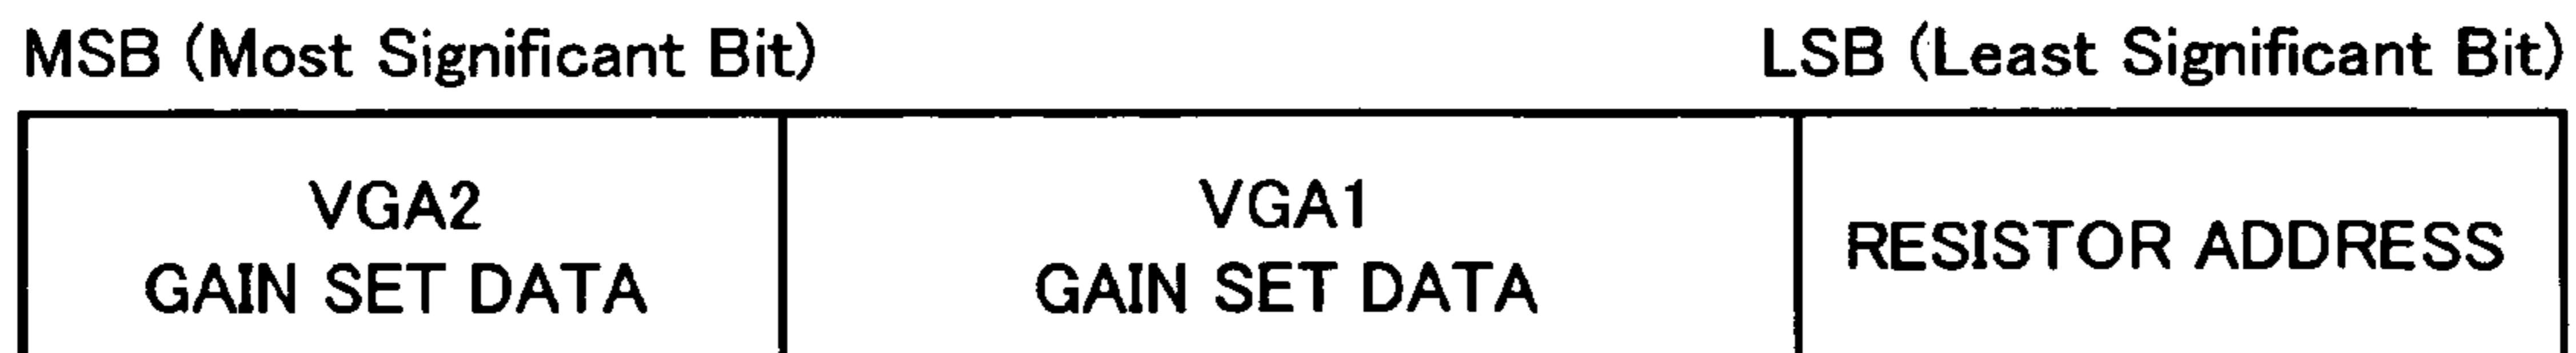 MSB (Most Significant Bit) LSB (Least Significant Bit)
VGA2
GAIN SET DATA
VGA1
GAIN SET DATA
RESISTOR ADDRESS